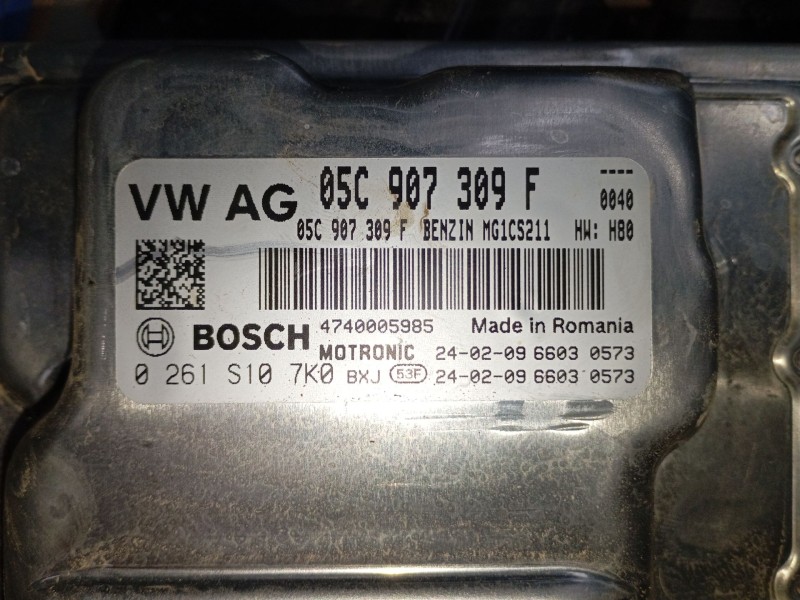 VW AG 05C 907 309 F ----
0040
05C 907 309 F BENZIN MG1CS211 HW: H80
BOSCH 4740005985 Made in Romania
MOTRONIC 24-02-09 6603 0573
0 261 S10 7K0 BXJ 53F 24-02-09 6603 0573